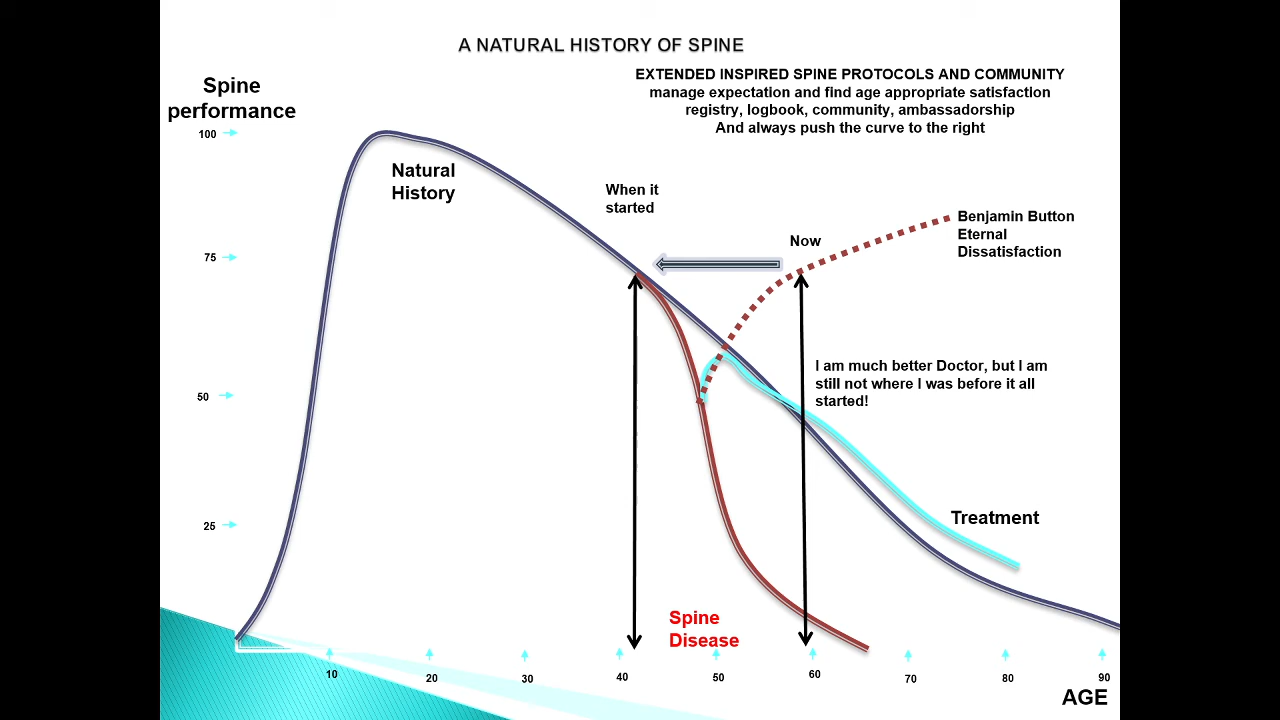 A NATURAL HISTORY OF SPINE
EXTENDED INSPIRED SPINE PROTOCOLS AND COMMUNITY
manage expectation and find age appropriate satisfaction
registry, logbook, community, ambassadorship
And always push the curve to the right
Spine
performance
100
75
50
25
Natural
History
When it
started
Now
Benjamin Button
Eternal
Dissatisfaction
I am much better Doctor, but I am
still not where I was before it all
started!
Treatment
Spine
Disease
10
20
30
40
50
60
70
80
90
AGE